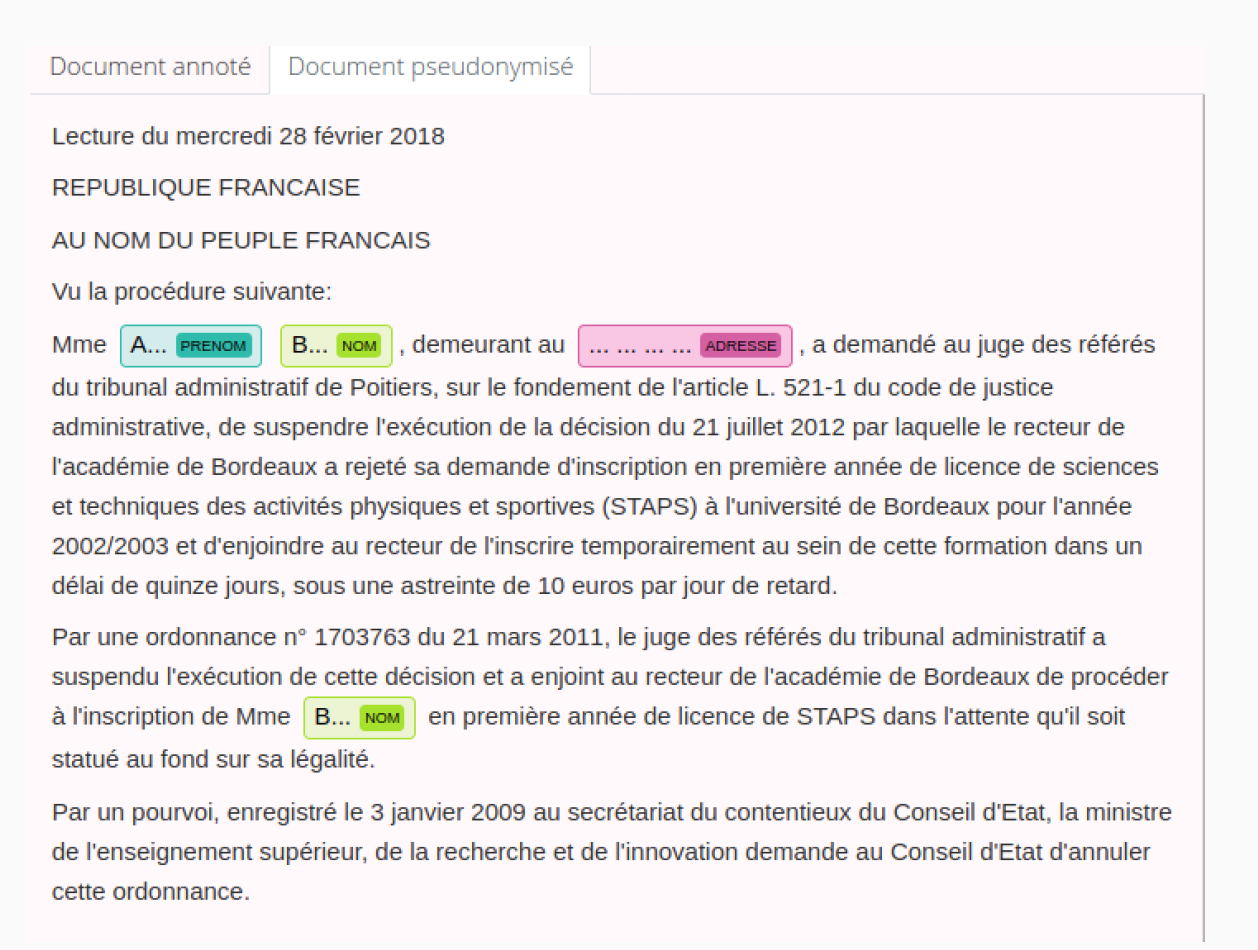 Document annoté Document pseudonymisé
Lecture du mercredi 28 février 2018
REPUBLIQUE FRANCAISE
AU NOM DU PEUPLE FRANCAIS
Vu la procédure suivante:
Mme A... PRENOM B... NOM , demeurant au ... ... ... ... ADRESSE , a demandé au juge des référés
du tribunal administratif de Poitiers, sur le fondement de l'article L. 521-1 du code de justice
administrative, de suspendre l'exécution de la décision du 21 juillet 2012 par laquelle le recteur de
l'académie de Bordeaux a rejeté sa demande d'inscription en première année de licence de sciences
et techniques des activités physiques et sportives (STAPS) à l'université de Bordeaux pour l'année
2002/2003 et d'enjoindre au recteur de l'inscrire temporairement au sein de cette formation dans un
délai de quinze jours, sous une astreinte de 10 euros par jour de retard.
Par une ordonnance n° 1703763 du 21 mars 2011, le juge des référés du tribunal administratif a
suspendu l'exécution de cette décision et a enjoint au recteur de l'académie de Bordeaux de procéder
à l'inscription de Mme B... NOM en première année de licence de STAPS dans l'attente qu'il soit
statué au fond sur sa légalité.
Par un pourvoi, enregistré le 3 janvier 2009 au secrétariat du contentieux du Conseil d'Etat, la ministre
de l'enseignement supérieur, de la recherche et de l'innovation demande au Conseil d'Etat d'annuler
cette ordonnance.